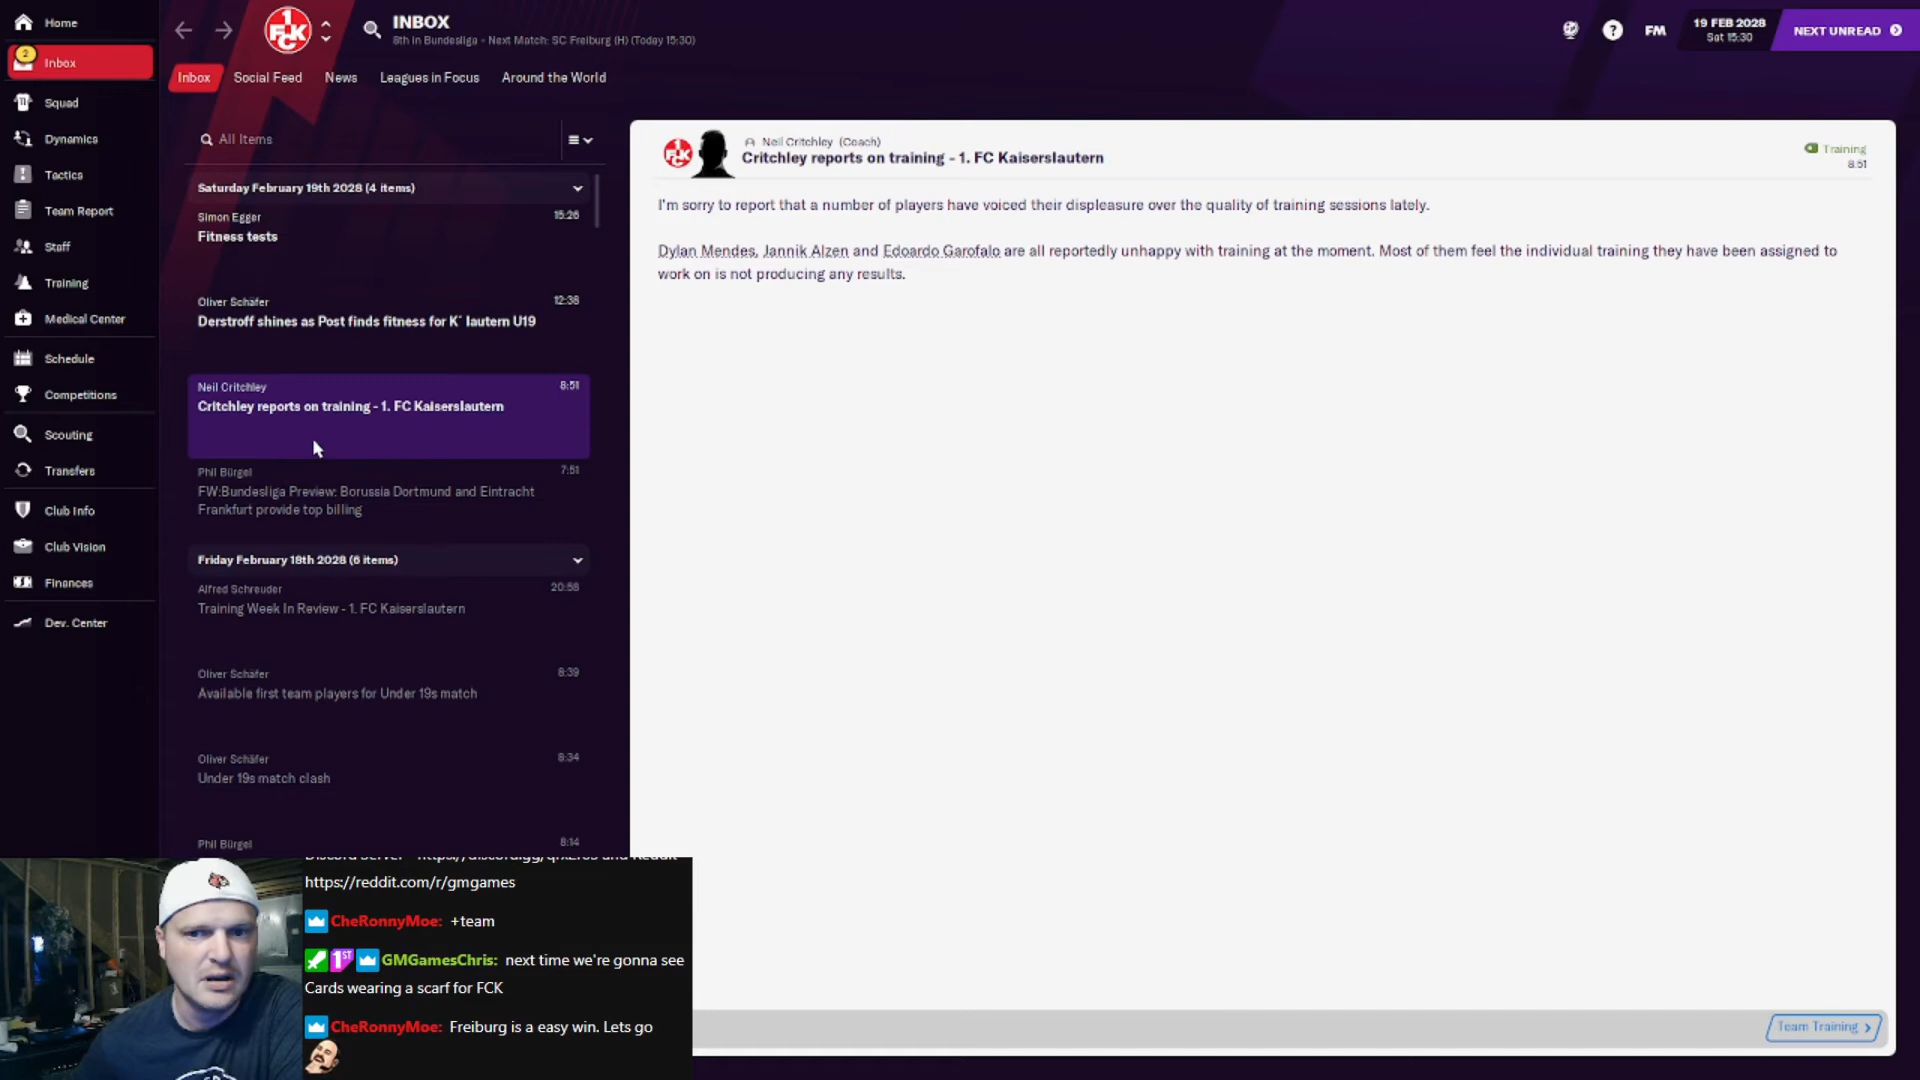 Home
2
Inbox
Squad
Dynamics
Tactics
Team Report
Staff
Training
Medical Center
Schedule
Competitions
Scouting
Transfers
Club Info
Club Vision
Finances
Dev. Center
1 FCK
INBOX
8th in Bundesliga - Next Match: SC Freiburg (H) (Today 15:30)
FM
19 FEB 2028
Sat 15:30
NEXT UNREAD
Inbox
Social Feed
News
Leagues in Focus
Around the World
All Items
Saturday February 19th 2028 (4 items)
Simon Egger
15:26
Fitness tests
Oliver Schäfer
12:36
Derstroff shines as Post finds fitness for K' lautern U19
Neil Critchley
8:51
Critchley reports on training - 1. FC Kaiserslautern
Phil Bürgel
7:51
FW:Bundesliga Preview: Borussia Dortmund and Eintracht
Frankfurt provide top billing
Friday February 18th 2028 (6 items)
Alfred Schreuder
20:58
Training Week In Review - 1. FC Kaiserslautern
Oliver Schäfer
8:39
Available first team players for Under 19s match
Oliver Schäfer
8:34
Under 19s match clash
Phil Bürgel
8:14
Neil Critchley (Coach)
Critchley reports on training - 1. FC Kaiserslautern
Training
8:51
I'm sorry to report that a number of players have voiced their displeasure over the quality of training sessions lately.
Dylan Mendes, Jannik Alzen and Edoardo Garofalo are all reportedly unhappy with training at the moment. Most of them feel the individual training they have been assigned to
work on is not producing any results.
Team Training
https://reddit.com/r/gmgames
CheRonnyMoe: +team
1ST GMGamesChris: next time we're gonna see
Cards wearing a scarf for FCK
CheRonnyMoe: Freiburg is a easy win. Lets go